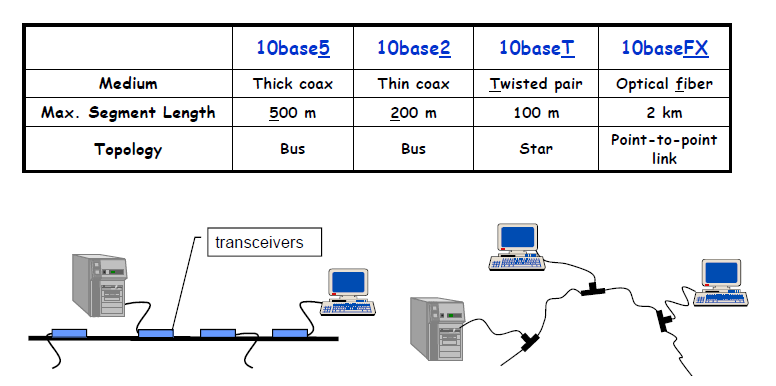 10base5 10base2 10baseT 10baseFX
Medium Thick coax Thin coax Twisted pair Optical fiber
Max. Segment Length 500 m 200 m 100 m 2 km
Topology Bus Bus Star Point-to-point
link
transceivers